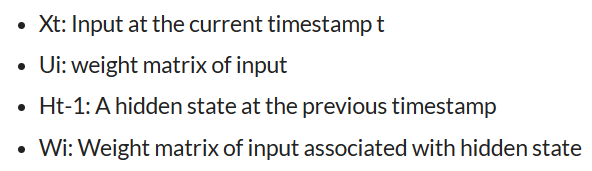 • Xt: Input at the current timestamp t
• Ui: weight matrix of input
• Ht-1: A hidden state at the previous timestamp
• Wi: Weight matrix of input associated with hidden state